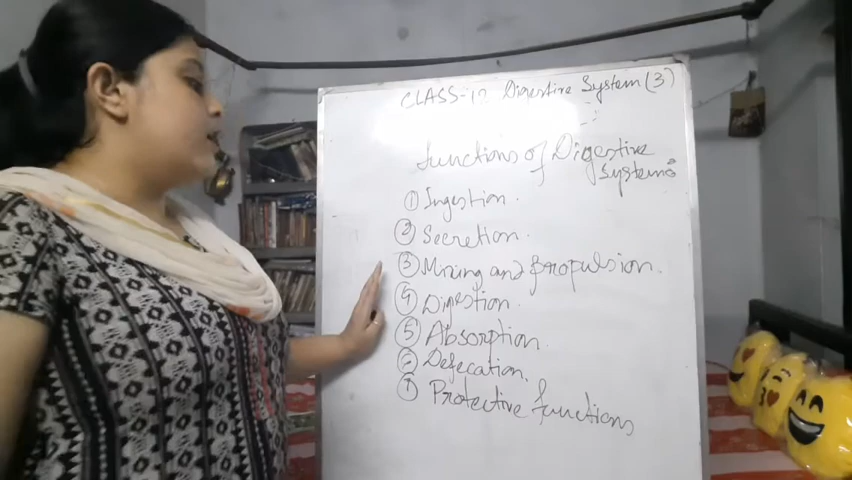 CLASS-12 Digestive System (3)
Functions of Digestive
System:
① Ingestion.
② Secretion.
③ Mixing and Propulsion.
④ Digestion.
⑤ Absorption.
⑥ Defecation.
⑦ Protective functions